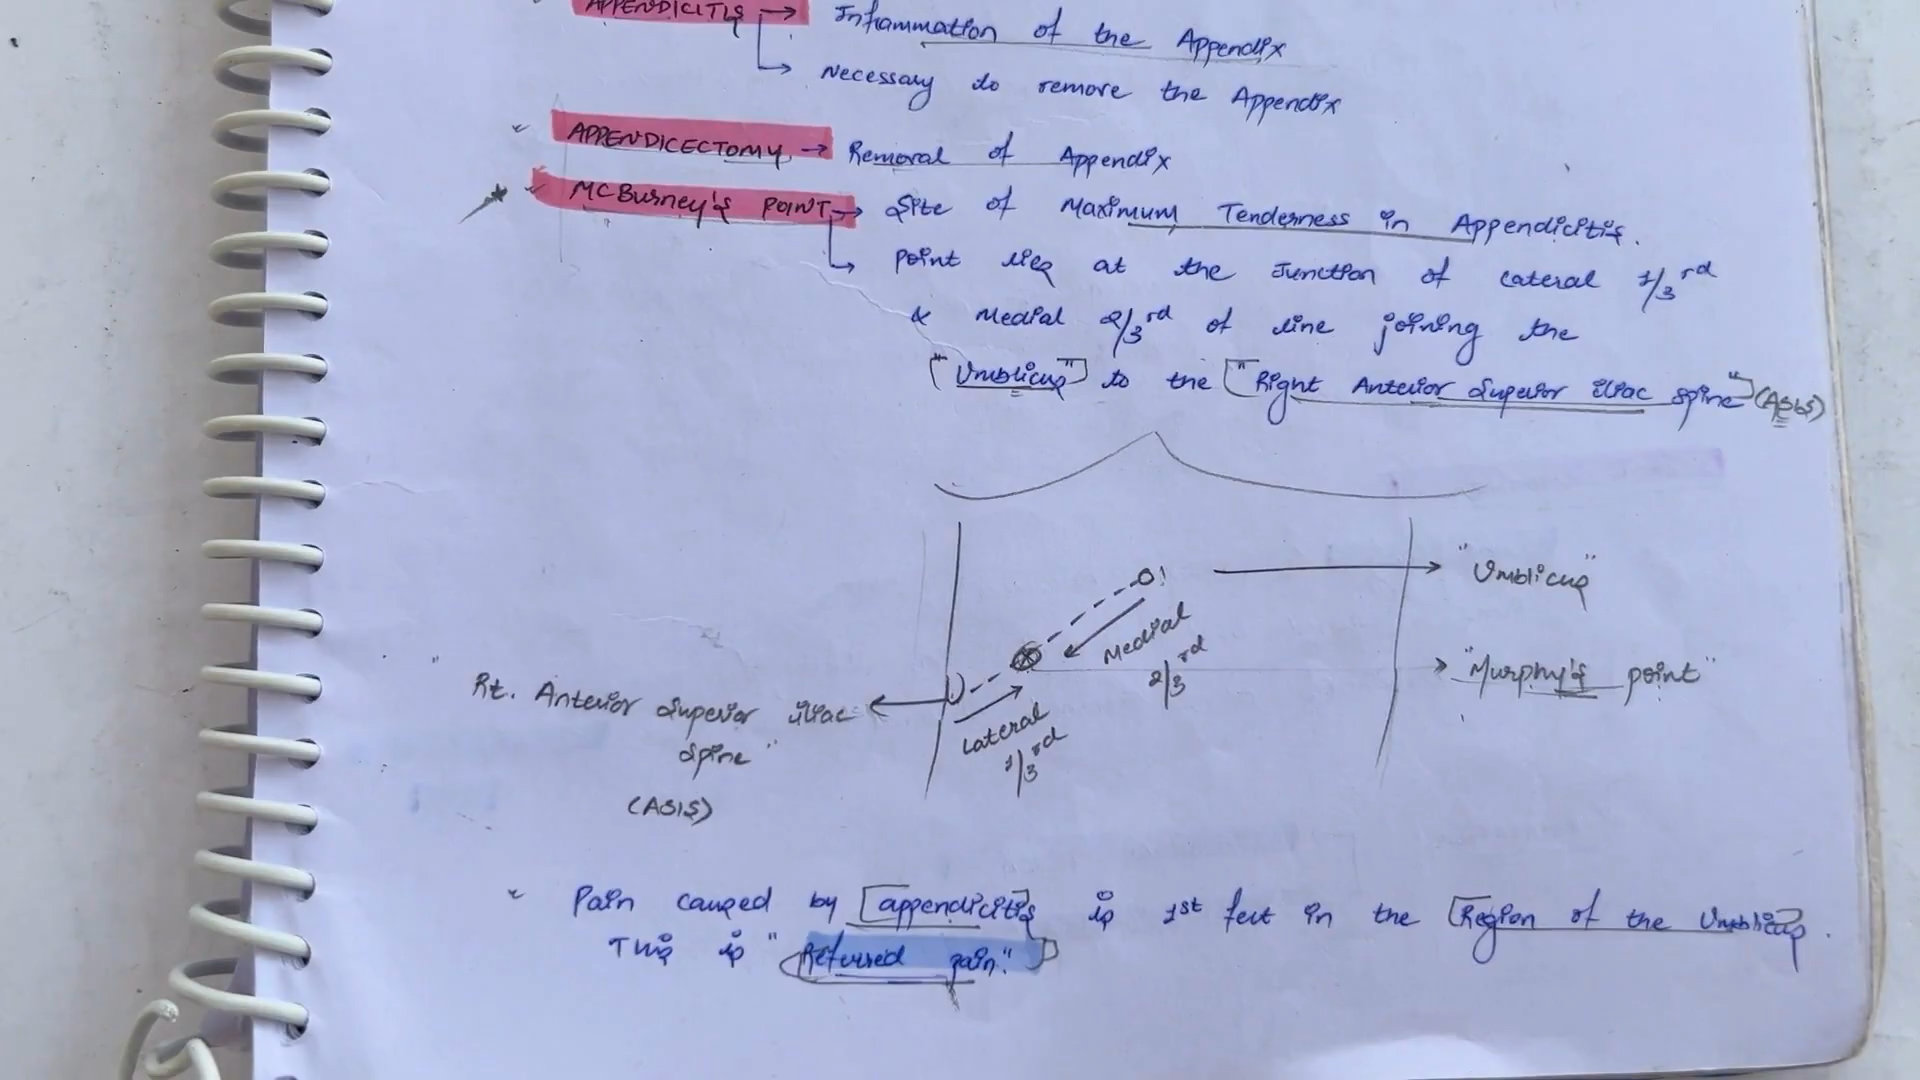 APPENDICITIS → Inflammation of the Appendix
→ Necessary to remove the Appendix
APPENDICECTOMY → Removal of Appendix
MCBurney's POINT → Site of Maximum Tenderness in Appendicitis.
→ Point lies at the Junction of Lateral 1/3rd
& Medial 2/3rd of line joining the
["Umblicus"] to the ["Right Anterior Superior iliac spine"] (ASIS)
"Umblicus"
Medial
2/3rd
"Murphy's point"
"Rt. Anterior Superior iliac
Spine"
(ASIS)
Lateral
1/3rd
Pain caused by [appendicitis] is 1st felt in the [Region of the Umblicus].
This is "Referred pain."